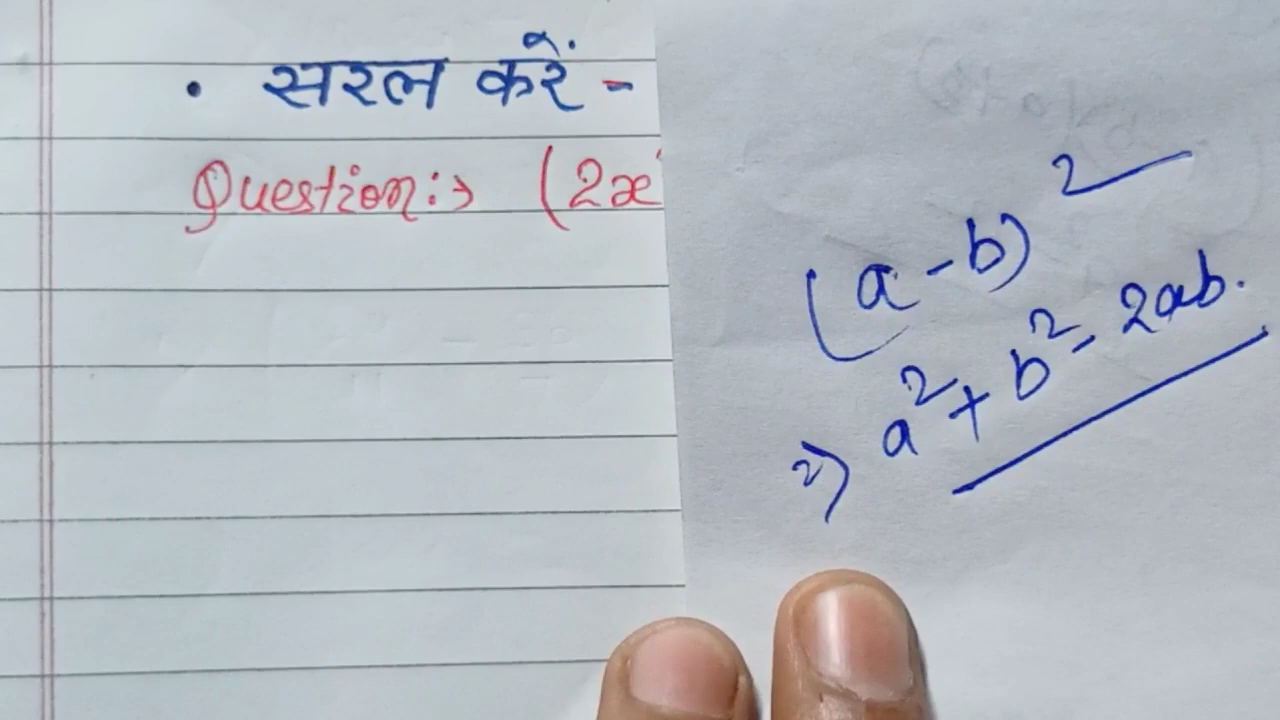 • सरल करें -
Question:→ (2x
(a-b)²
⇒ a²+b²-2ab.